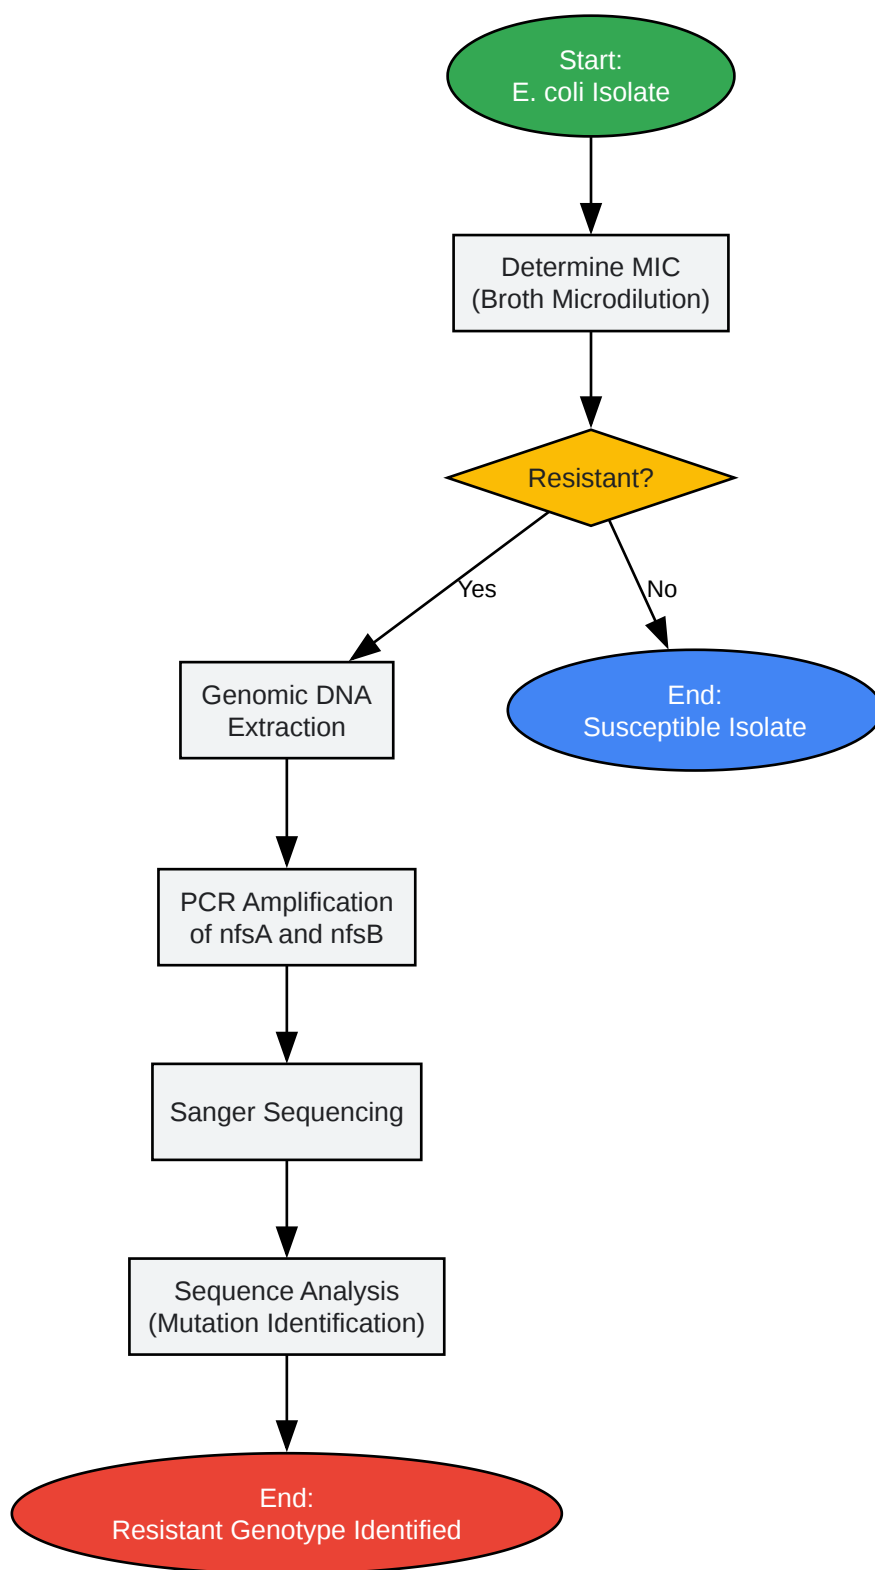 Start:
E. coli Isolate
Determine MIC
(Broth Microdilution)
Resistant?
Yes
No
Genomic DNA
Extraction
End:
Susceptible Isolate
PCR Amplification
of nfsA and nfsB
Sanger Sequencing
Sequence Analysis
(Mutation Identification)
End:
Resistant Genotype Identified